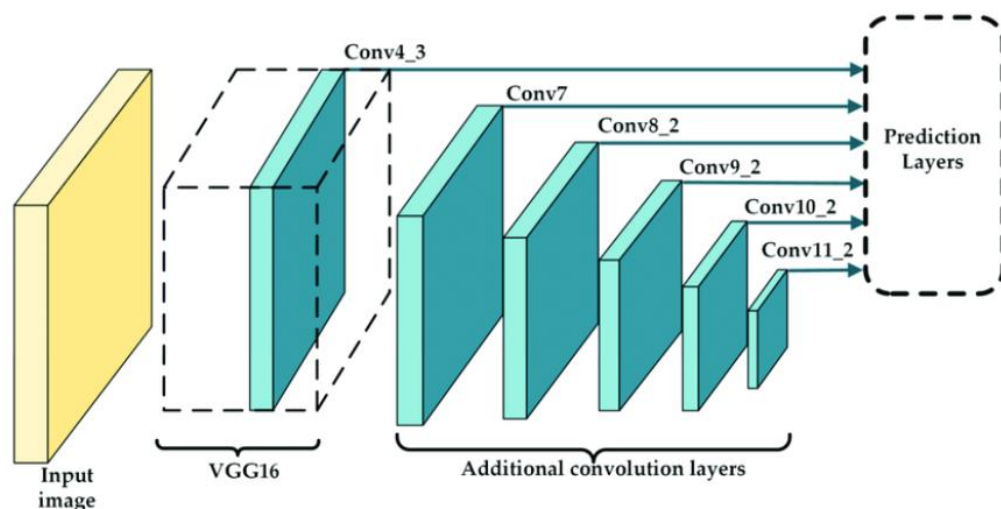 Conv4_3
Conv7
Conv8_2
Conv9_2
Conv10_2
Conv11_2
Prediction
Layers
VGG16
Additional convolution layers
Input
image